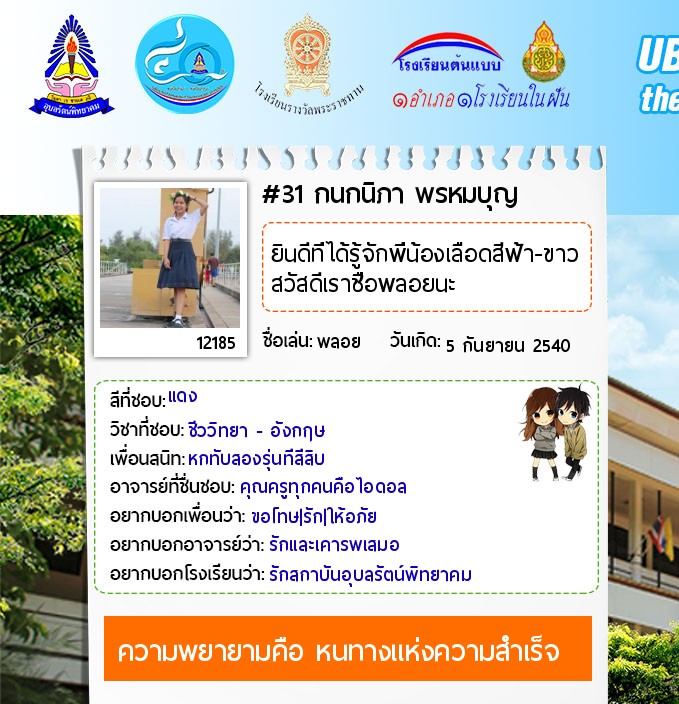 อุบลรัตน์พิทยาคม
โรงเรียนรางวัลพระราชทาน
โรงเรียนต้นแบบ
๑อำเภอ๑โรงเรียนในฝัน
UB
the
#31 กนกนิภา พรหมบุญ
ยินดีที่ได้รู้จักพี่น้องเลือดสีฟ้า-ขาว
สวัสดีเราชื่อพลอยนะ
12185
ชื่อเล่น: พลอย วันเกิด: 5 กันยายน 2540
สีที่ชอบ: แดง
วิชาที่ชอบ: ชีววิทยา - อังกฤษ
เพื่อนสนิท: หกทับสองรุ่นที่สี่สิบ
อาจารย์ที่ชื่นชอบ: คุณครูทุกคนคือไอดอล
อยากบอกเพื่อนว่า: ขอโทษ|รัก|ให้อภัย
อยากบอกอาจารย์ว่า: รักและเคารพเสมอ
อยากบอกโรงเรียนว่า: รักสถาบันอุบลรัตน์พิทยาคม
ความพยายามคือ หนทางแห่งความสำเร็จ